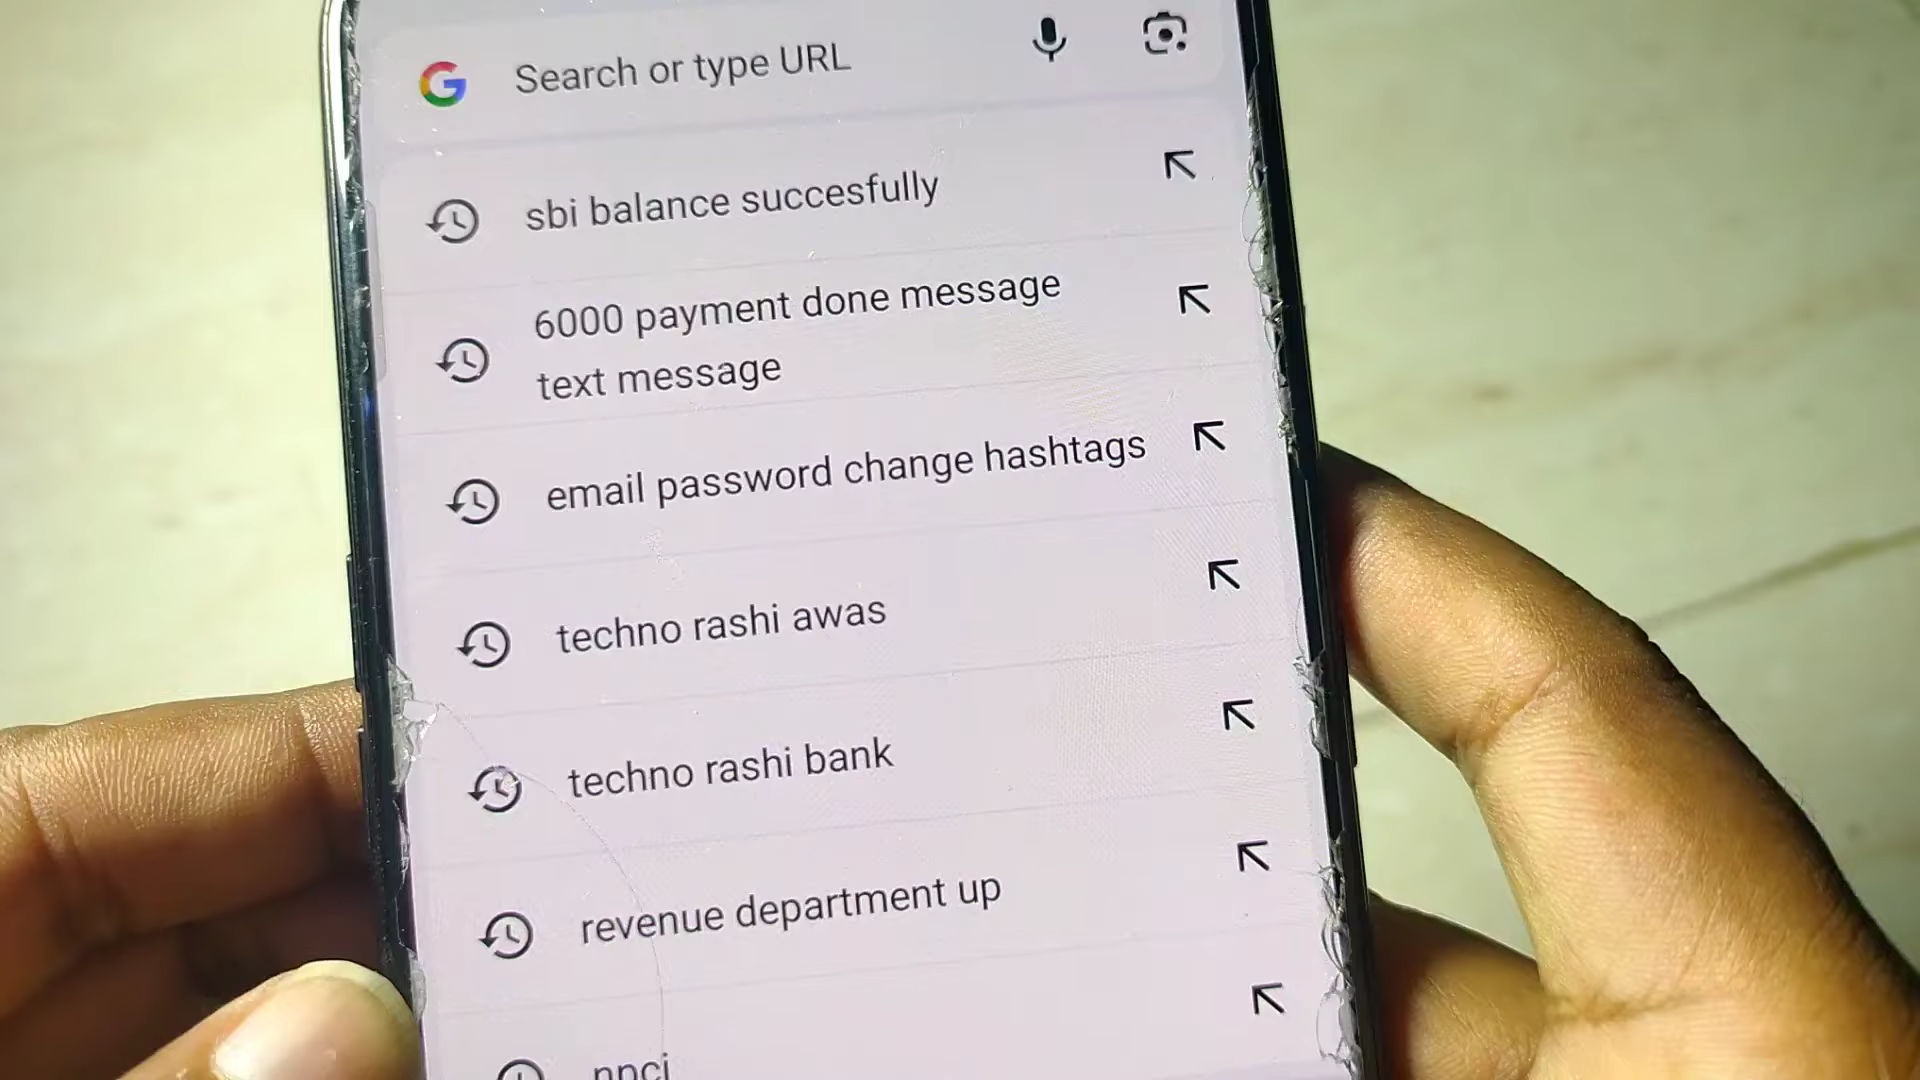 Search or type URL
sbi balance succesfully
6000 payment done message
text message
email password change hashtags
techno rashi awas
techno rashi bank
revenue department up
npci